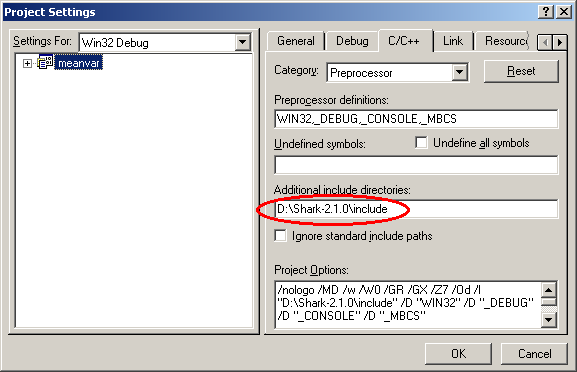 Project Settings
Settings For: Win32 Debug
meanvar
General Debug C/C++ Link Resource
Category: Preprocessor Reset
Preprocessor definitions:
WIN32,_DEBUG,_CONSOLE,_MBCS
Undefined symbols: Undefine all symbols
Additional include directories:
D:\Shark-2.1.0\include
Ignore standard include paths
Project Options:
/nologo /MD /w /W0 /GR /GX /Z7 /Od /I
"D:\Shark-2.1.0\include" /D "WIN32" /D "_DEBUG"
/D "_CONSOLE" /D "_MBCS"
OK Cancel